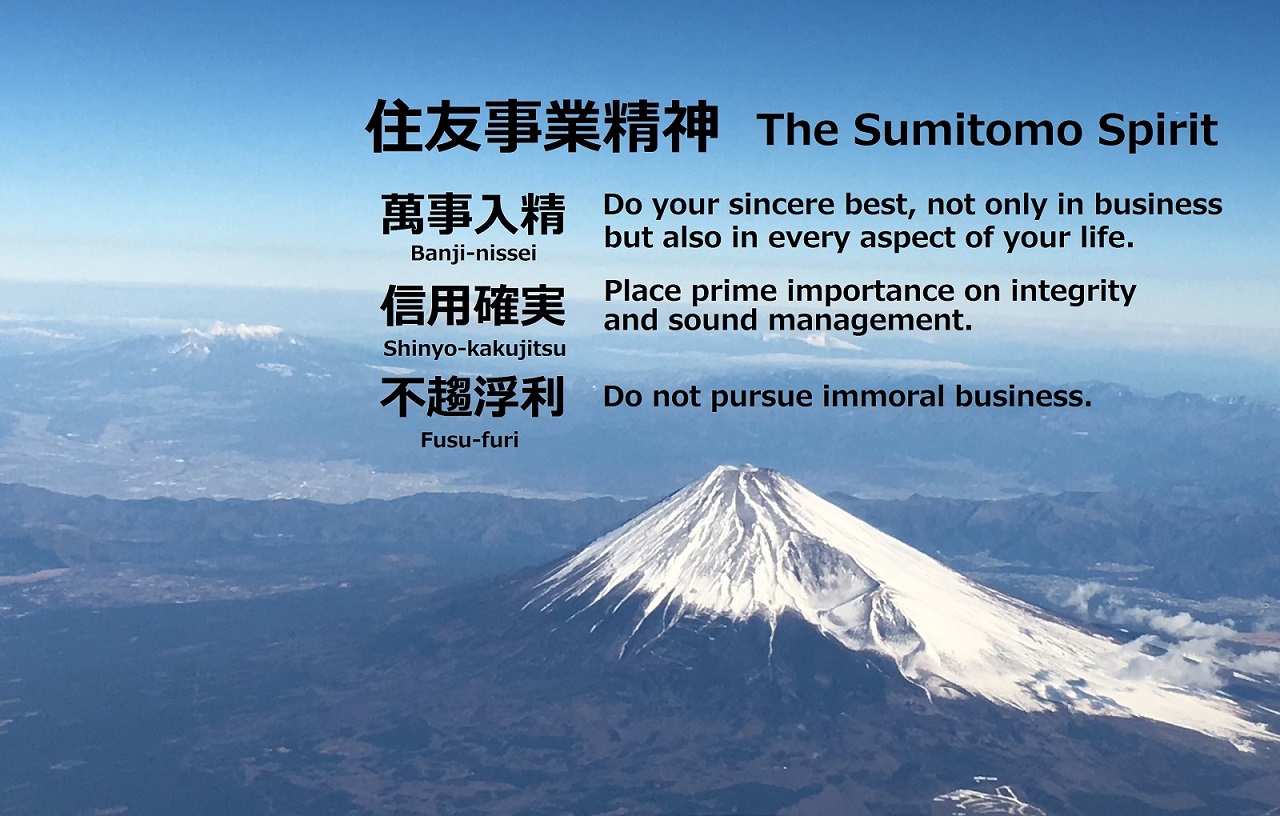 住友事業精神 The Sumitomo Spirit
萬事入精
Banji-nissei
Do your sincere best, not only in business
but also in every aspect of your life.
信用確実
Shinyo-kakujitsu
Place prime importance on integrity
and sound management.
不趨浮利
Fusu-furi
Do not pursue immoral business.